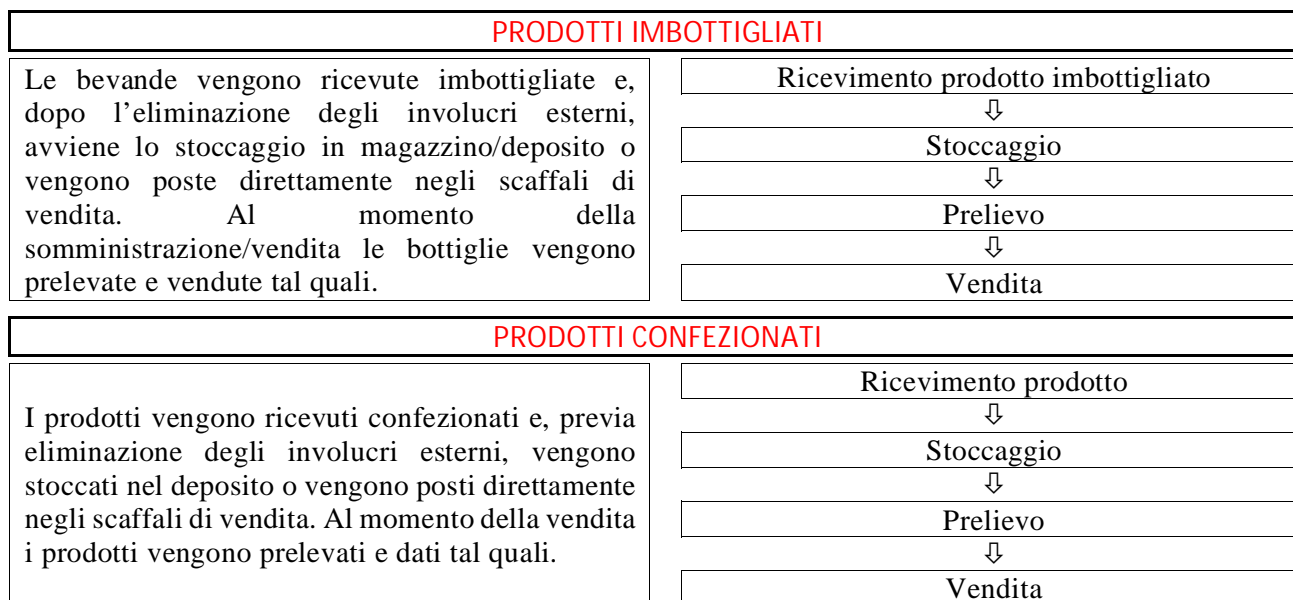 PRODOTTI IMBOTTIGLIATI
Le bevande vengono ricevute imbottigliate e,
dopo l’eliminazione degli involucri esterni,
avviene lo stoccaggio in magazzino/deposito o
vengono poste direttamente negli scaffali di
vendita. Al momento della
somministrazione/vendita le bottiglie vengono
prelevate e vendute tal quali.
Ricevimento prodotto imbottigliato
⇩
Stoccaggio
⇩
Prelievo
⇩
Vendita
PRODOTTI CONFEZIONATI
I prodotti vengono ricevuti confezionati e, previa
eliminazione degli involucri esterni, vengono
stoccati nel deposito o vengono posti direttamente
negli scaffali di vendita. Al momento della vendita
i prodotti vengono prelevati e dati tal quali.
Ricevimento prodotto
⇩
Stoccaggio
⇩
Prelievo
⇩
Vendita